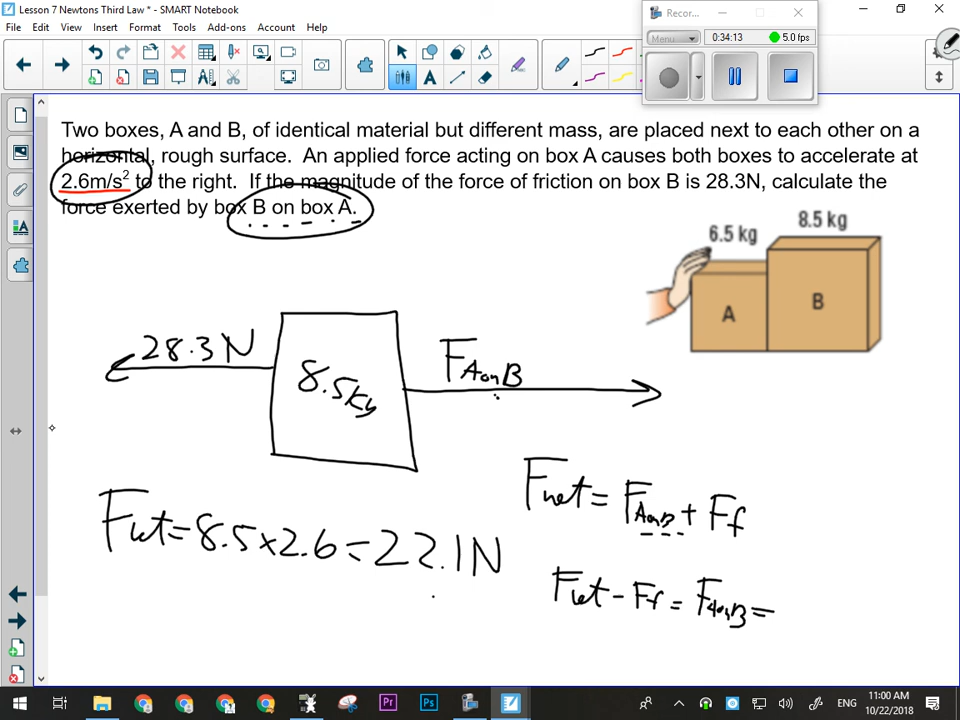 Lesson 7 Newtons Third Law * - SMART Notebook
File Edit View Insert Format Tools Add-ons Account Help
Recor...
Menu
0:34:13
5.0 fps
Two boxes, A and B, of identical material but different mass, are placed next to each other on a
horizontal, rough surface. An applied force acting on box A causes both boxes to accelerate at
2.6m/s² to the right. If the magnitude of the force of friction on box B is 28.3N, calculate the
force exerted by box B on box A.
6.5 kg
8.5 kg
A
B
28.3N
8.5kg
FAonB
Fnet = FAonB + Ff
Fnet = 8.5 x 2.6 = 22.1N
Fnet - Ff = FAonB =
ENG
11:00 AM
10/22/2018